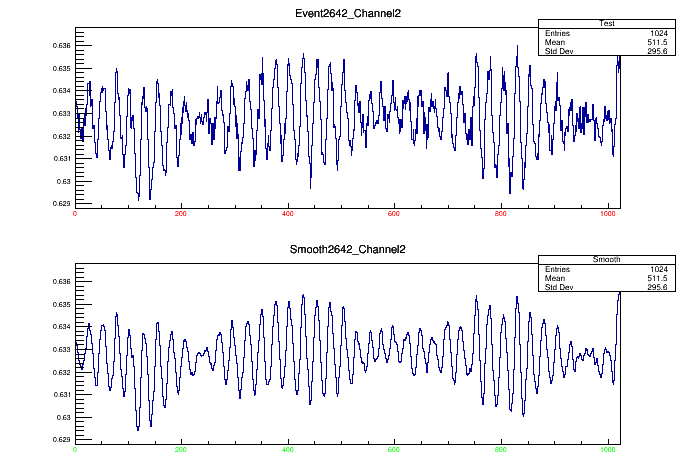 Event2642_Channel2
Test
Entries 1024
Mean 511.5
Std Dev 295.6
0.636
0.635
0.634
0.633
0.632
0.631
0.63
0.629
0 200 400 600 800 1000
Smooth2642_Channel2
Smooth
Entries 1024
Mean 511.5
Std Dev 295.6
0.636
0.635
0.634
0.633
0.632
0.631
0.63
0.629
0 200 400 600 800 1000